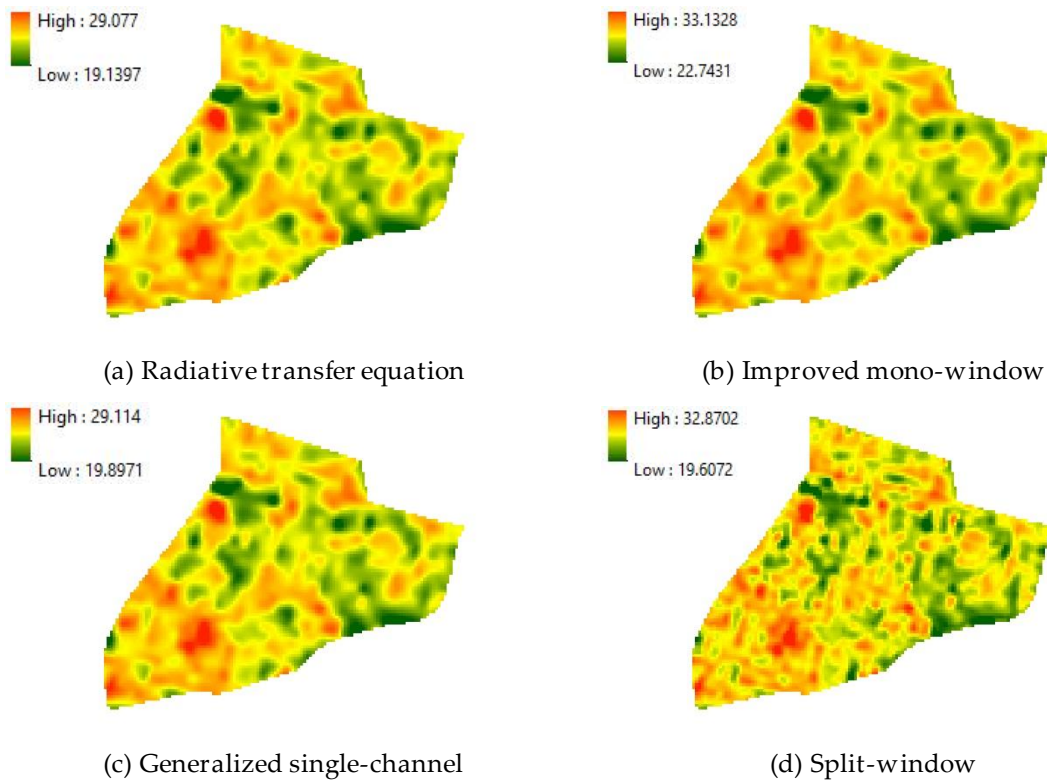 High : 29.077
Low : 19.1397
High : 33.1328
Low : 22.7431
(a) Radiative transfer equation
(b) Improved mono-window
High : 29.114
Low : 19.8971
High : 32.8702
Low : 19.6072
(c) Generalized single-channel
(d) Split-window